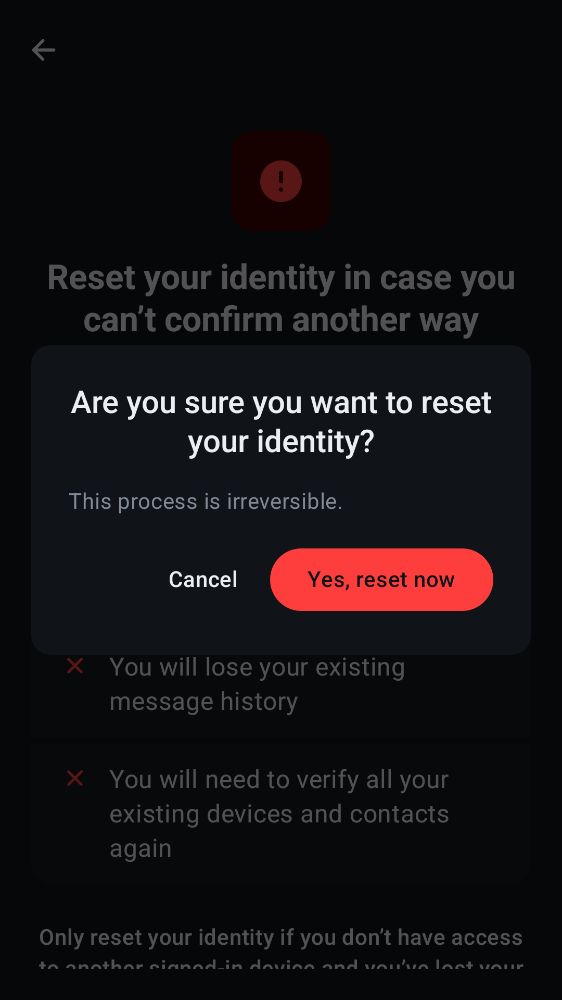 Reset your identity in case you
can’t confirm another way
Are you sure you want to reset
your identity?
This process is irreversible.
Cancel
Yes, reset now
You will lose your existing
message history
You will need to verify all your
existing devices and contacts
again
Only reset your identity if you don’t have access
to another signed-in device and you’ve lost your